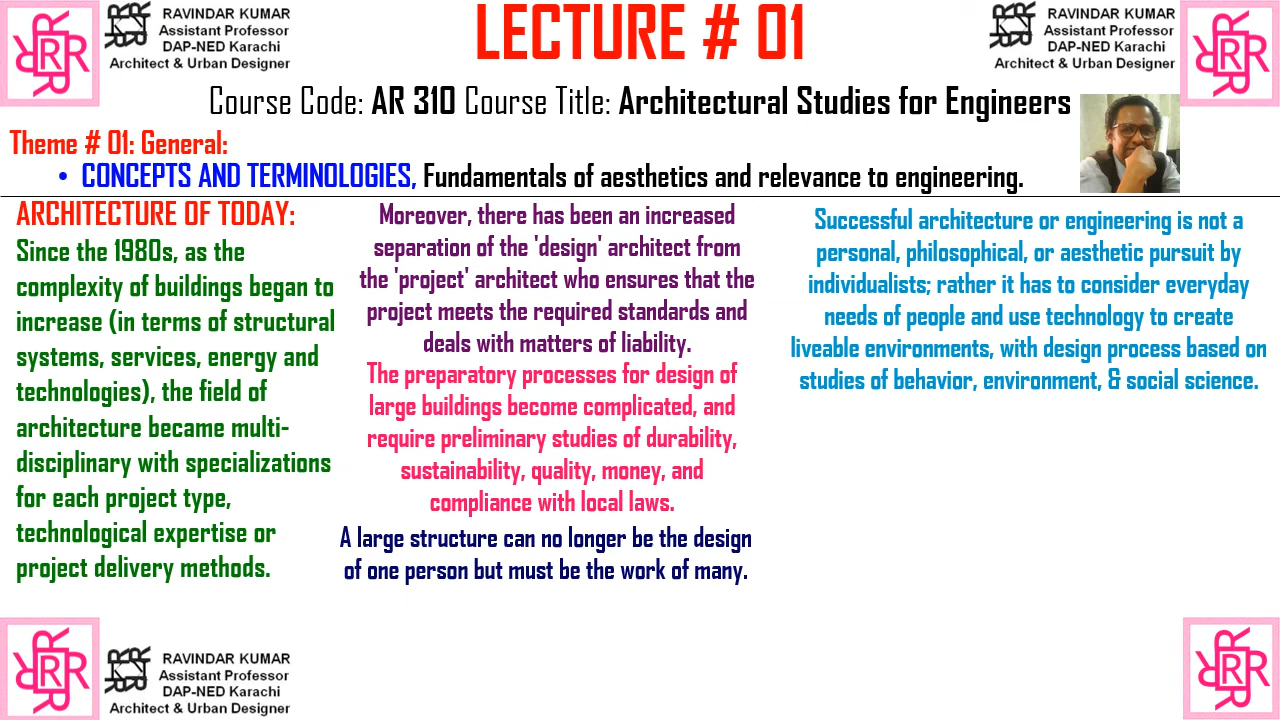 RAVINDAR KUMAR
Assistant Professor
DAP-NED Karachi
Architect & Urban Designer
LECTURE # 01
RAVINDAR KUMAR
Assistant Professor
DAP-NED Karachi
Architect & Urban Designer
Course Code: AR 310 Course Title: Architectural Studies for Engineers
Theme # 01: General:
• CONCEPTS AND TERMINOLOGIES, Fundamentals of aesthetics and relevance to engineering.
ARCHITECTURE OF TODAY:
Since the 1980s, as the
complexity of buildings began to
increase (in terms of structural
systems, services, energy and
technologies), the field of
architecture became multi-
disciplinary with specializations
for each project type,
technological expertise or
project delivery methods.
Moreover, there has been an increased
separation of the 'design' architect from
the 'project' architect who ensures that the
project meets the required standards and
deals with matters of liability.
The preparatory processes for design of
large buildings become complicated, and
require preliminary studies of durability,
sustainability, quality, money, and
compliance with local laws.
A large structure can no longer be the design
of one person but must be the work of many.
Successful architecture or engineering is not a
personal, philosophical, or aesthetic pursuit by
individualists; rather it has to consider everyday
needs of people and use technology to create
liveable environments, with design process based on
studies of behavior, environment, & social science.
RAVINDAR KUMAR
Assistant Professor
DAP-NED Karachi
Architect & Urban Designer